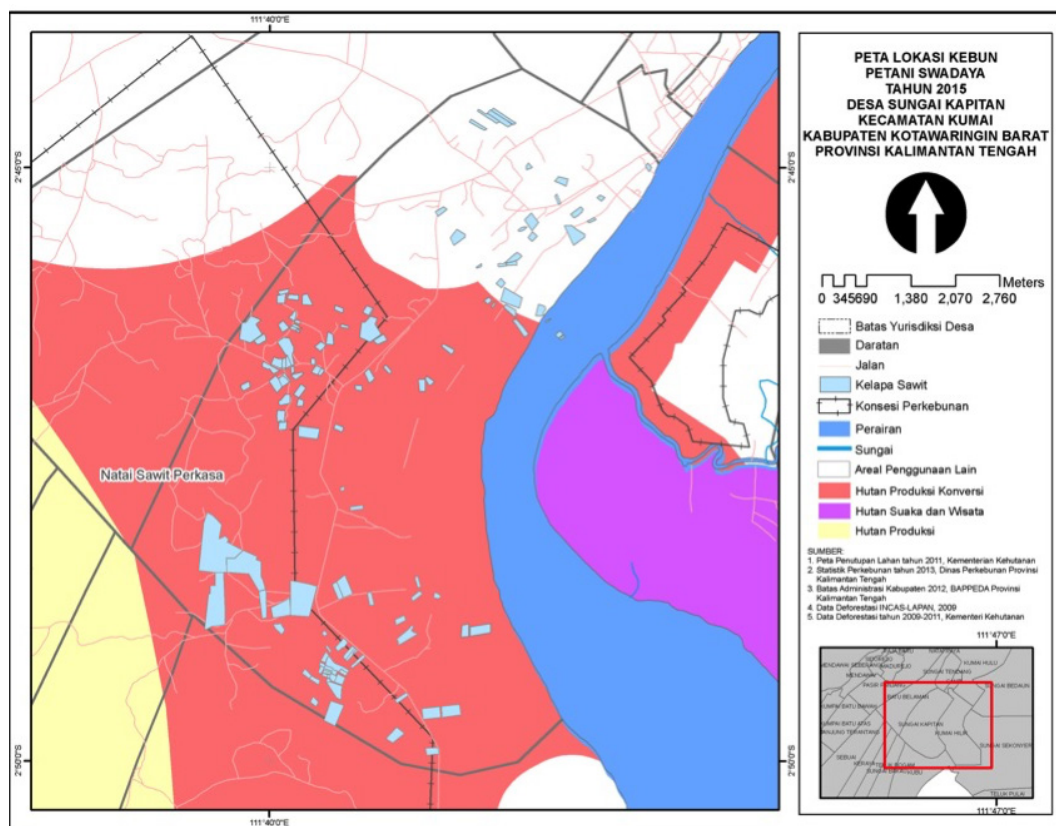 111°40'0"E
2°45'0"S
2°50'0"S
Natai Sawit Perkasa
111°40'0"E
2°45'0"S
2°50'0"S
PETA LOKASI KEBUN
PETANI SWADAYA
TAHUN 2015
DESA SUNGAI KAPITAN
KECAMATAN KUMAI
KABUPATEN KOTAWARINGIN BARAT
PROVINSI KALIMANTAN TENGAH
Meters
0 345690 1,380 2,070 2,760
Batas Yurisdiksi Desa
Daratan
Jalan
Kelapa Sawit
Konsesi Perkebunan
Perairan
Sungai
Areal Penggunaan Lain
Hutan Produksi Konversi
Hutan Suaka dan Wisata
Hutan Produksi
SUMBER:
1. Peta Penutupan Lahan tahun 2011, Kementerian Kehutanan
2. Statistik Perkebunan tahun 2013, Dinas Perkebunan Provinsi
Kalimantan Tengah
3. Batas Administrasi Kabupaten 2012, BAPPEDA Provinsi
Kalimantan Tengah
4. Data Deforestasi INCAS-LAPAN, 2009
5. Data Deforestasi tahun 2009-2011, Kementeri Kehutanan
111°47'0"E
KUMAI HULU
SUNGAI TENDANG
SUNGAI BEDAUN
BATU BELAMAN
SUNGAI KAPITAN
KUMAI HILIR
SUNGAI SEKONYER
SEBUAI
KUBU
TELUK PULAI
111°47'0"E